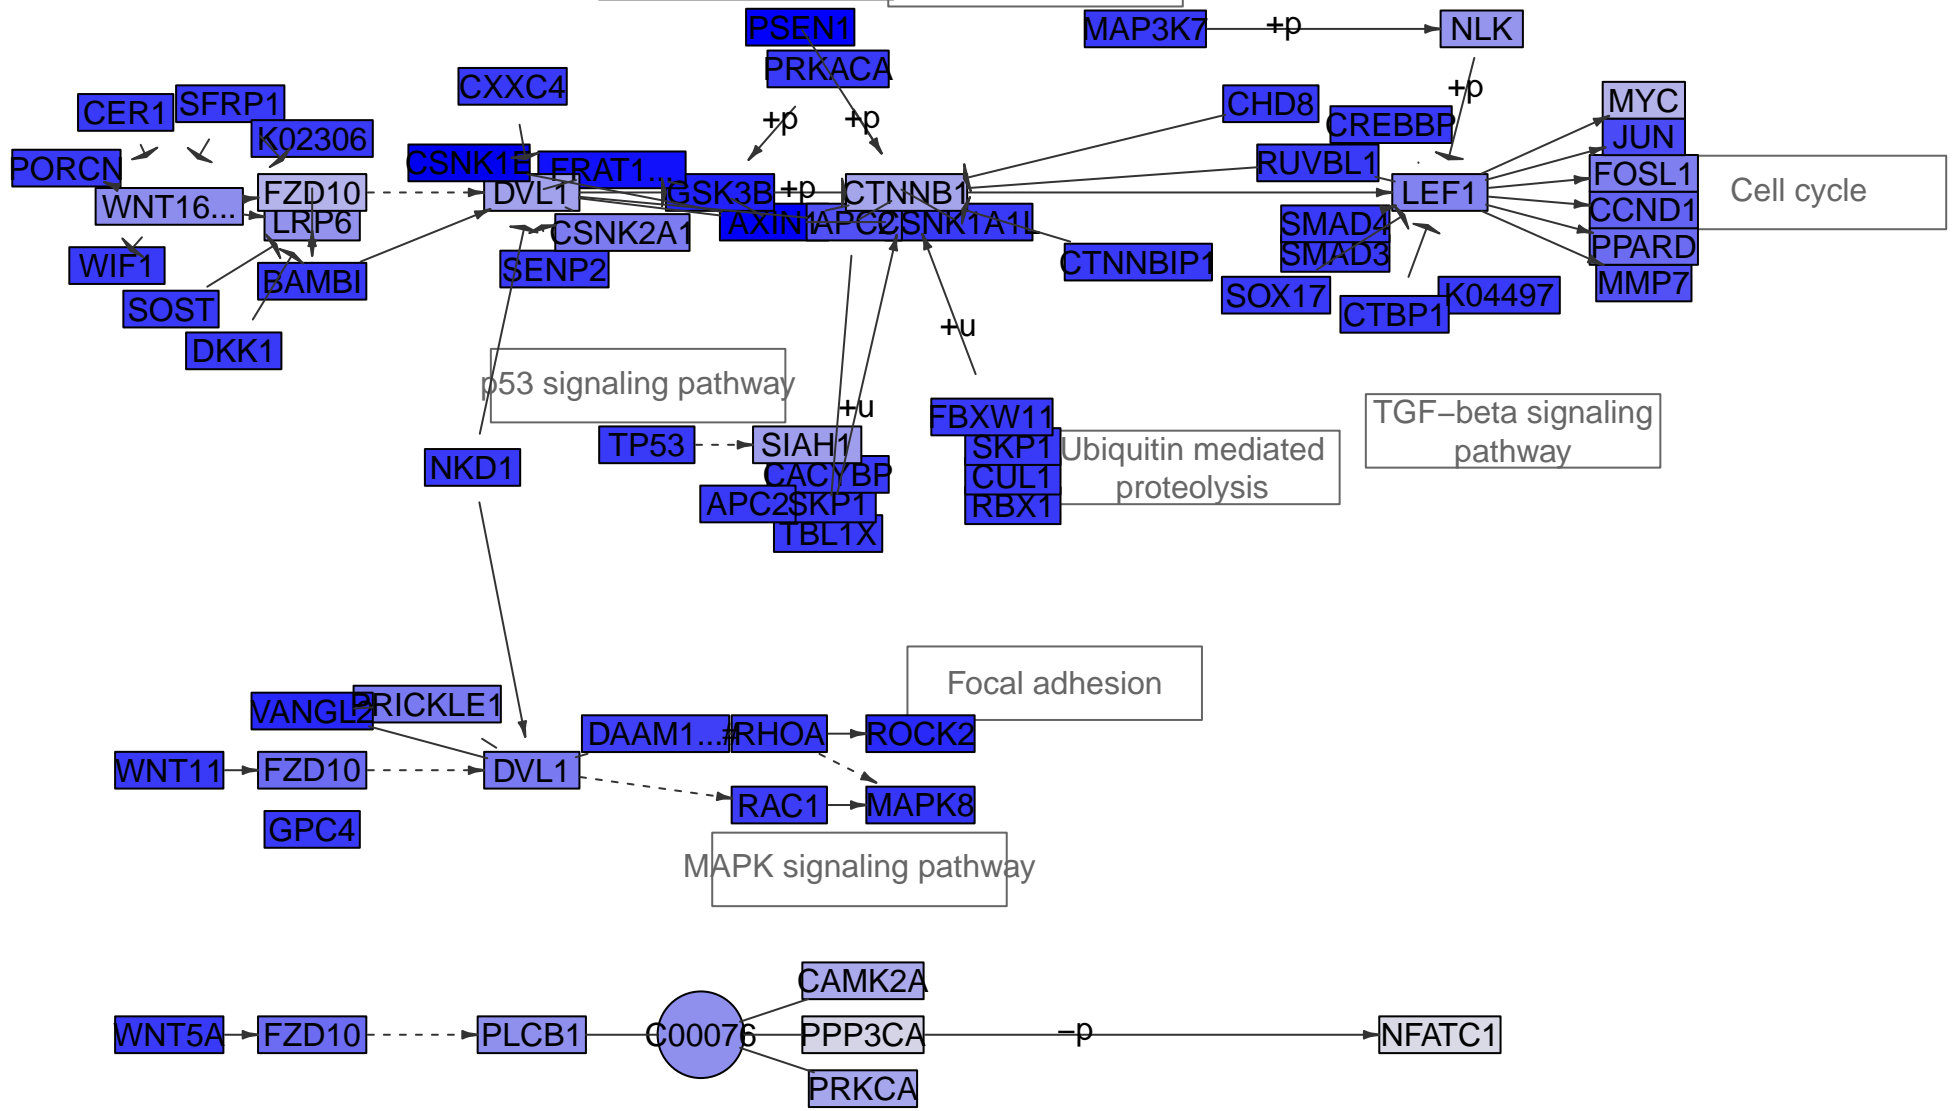 PSEN1
MAP3K7
+p
NLK
PRKACA
CXXC4
+p
CER1
SFRP1
CHD8
MYC
+p
+p
CREBBP
JUN
K02306
PORCN
CSNK1E
FRAT1...
RUVBL1
FOSL1
Cell cycle
WNT16...
FZD10
DVL1
GSK3B
+p
CTNNB1
LEF1
LRP6
CSNK2A1
AXIN1
APC2
CSNK1A1L
SMAD4
CCND1
PPARD
WIF1
BAMBI
SENP2
CTNNBIP1
SMAD3
MMP7
SOST
SOX17
K04497
CTBP1
DKK1
+u
p53 signaling pathway
+u
FBXW11
TGF−beta signaling
pathway
TP53
SIAH1
SKP1
Ubiquitin mediated
proteolysis
NKD1
CACYBP
CUL1
APC2
SKP1
RBX1
TBL1X
Focal adhesion
VANGL2
PRICKLE1
DAAM1...
RHOA
ROCK2
WNT11
FZD10
DVL1
RAC1
MAPK8
GPC4
MAPK signaling pathway
CAMK2A
WNT5A
FZD10
PLCB1
C00076
PPP3CA
−p
NFATC1
PRKCA